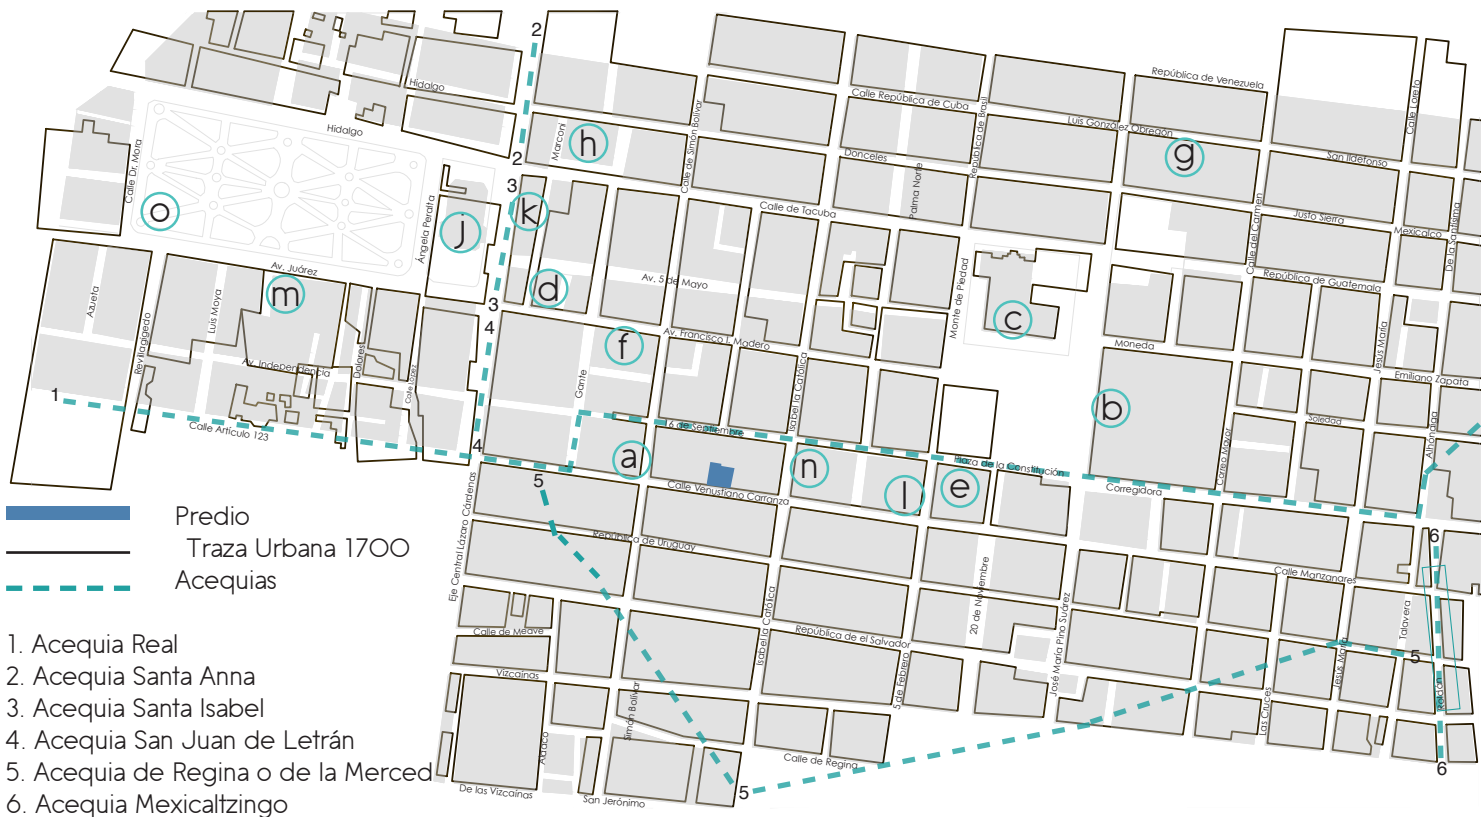 2
República de Venezuela
Hidalgo
Calle República de Cuba
Calle de Simón Bolívar
República de Brasil
Luis González Obregón
Calle Loreto
Hidalgo
Marconi
h
g
Donceles
San Ildefonso
2
Calle Dr. Mora
3
k
Palma Norte
o
Ángela Peralta
j
Calle de Tacuba
Calle del Carmen
Justo Sierra
Mexicalco
De la Santísima
Av. Juárez
m
d
Av. 5 de Mayo
República de Guatemala
Azueta
Luis Moya
3
4
Monte de Piedad
c
Revillagigedo
Dolores
f
Av. Francisco I. Madero
Moneda
Jesus María
Av. Independencia
Calle López
Gante
Isabel la Católica
Emiliano Zapata
1
b
Soledad
Alhóndiga
Calle Artículo 123
16 de Septiembre
4
a
n
Plaza de la Constitución
Correo Mayor
5
Calle Venustiano Carranza
l
e
Corregidora
Predio
Traza Urbana 1700
Acequias
Eje Central Lázaro Cárdenas
República de Uruguay
6
20 de Noviembre
Calle Manzanares
Isabel la Católica
José María Pino Suárez
Talavera
Calle de Meave
República de el Salvador
1. Acequia Real
2. Acequia Santa Anna
3. Acequia Santa Isabel
4. Acequia San Juan de Letrán
5. Acequia de Regina o de la Merced
6. Acequia Mexicaltzingo
Vizcainas
5 de Febrero
Jesus María
5
Simón Bolívar
Las Cruces
Roldán
Aldaco
Calle de Regina
6
De las Vizcaínas
San Jerónimo
5